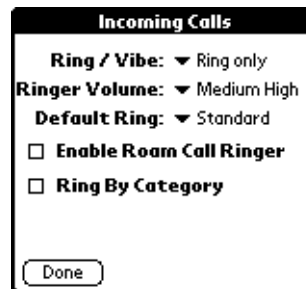 Incoming Calls
Ring / Vibe: Ring only
Ringer Volume: Medium High
Default Ring: Standard
Enable Roam Call Ringer
Ring By Category
Done